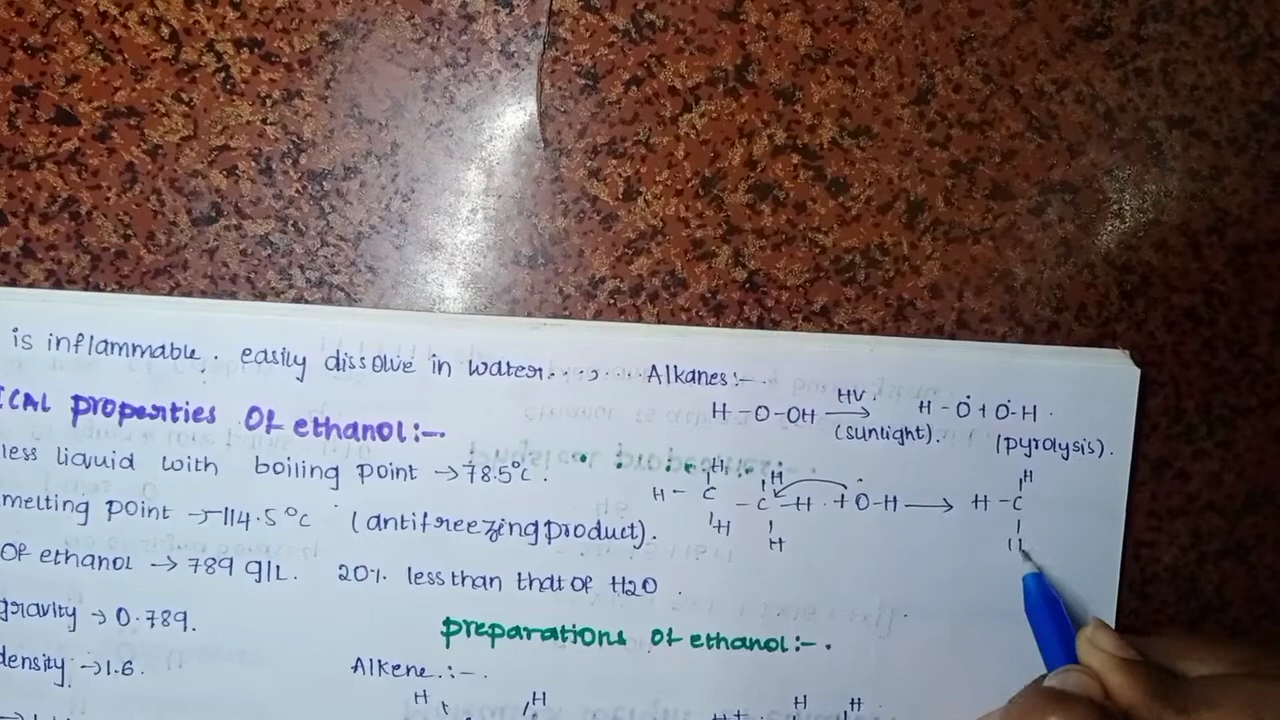 is inflammable. easily dissolve in water.
Alkanes:-
ICAL properties Of ethanol:-
H-O-OH → H-Ȯ + Ȯ-H
HV
(sunlight). (pyrolysis).
less liquid with boiling point → 78.5°C.
H H H
H - C - C - H + Ȯ-H → H - C
H H H
melting point → -114.5°C (antifreezing product).
Of ethanol → 789 g/L. 20% less than that of H2O.
gravity → 0.789.
preparations Of ethanol:-.
density → 1.6.
Alkene.:-.
H H H H
H+